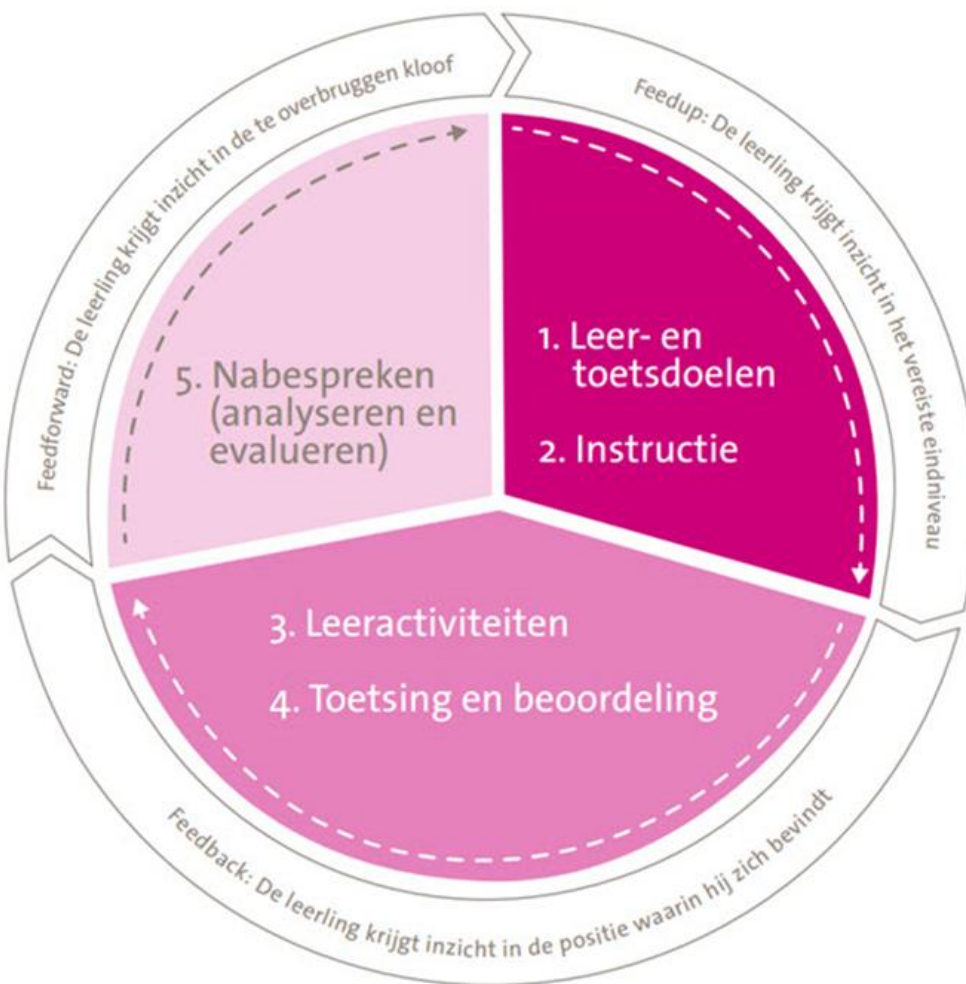 Feedforward: De leerling krijgt inzicht in de te overbruggen kloof
Feedup: De leerling krijgt inzicht in het vereiste eindniveau
5. Nabespreken
(analyseren en
evalueren)
1. Leer- en
toetsdoelen
2. Instructie
3. Leeractiviteiten
4. Toetsing en beoordeling
Feedback: De leerling krijgt inzicht in de positie waarin hij zich bevindt